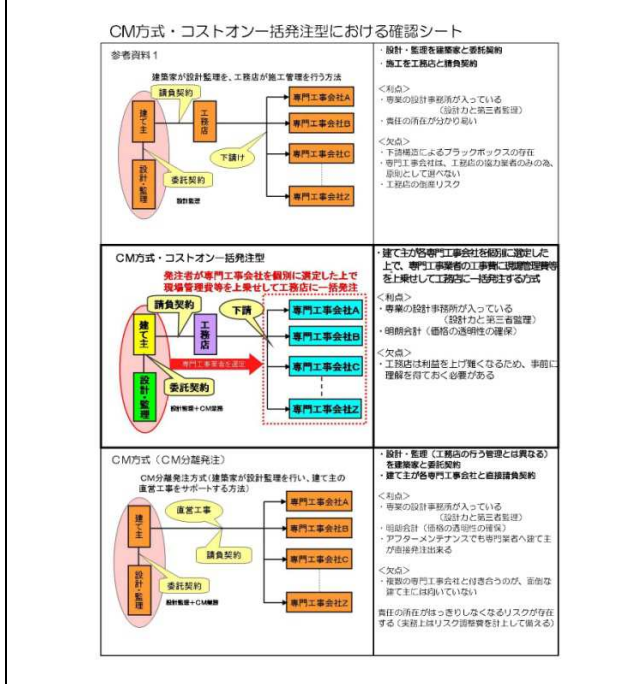 CM方式・コストオン一括発注型における確認シート
参考資料1
建築家が設計監理を、工務店が施工管理を行う方法
請負契約
建て主
工務店
設計・監理
委託契約
設計監理
下請け
専門工事会社A
専門工事会社B
専門工事会社C
専門工事会社Z
・設計・監理を建築家と委託契約
・施工を工務店と請負契約
<利点>
・専業の設計事務所が入っている
(設計力と第三者監理)
・責任の所在が分かり易い
<欠点>
・下請構造によるブラックボックスの存在
・専門工事会社は、工務店の協力業者のみの為、
原則として選べない
・工務店の倒産リスク
CM方式・コストオン一括発注型
発注者が専門工事会社を個別に選定した上で
現場管理費等を上乗せして工務店に一括発注
請負契約
下請
建て主
工務店
専門工事業者を選定
設計・監理
委託契約
設計監理+CM業務
専門工事会社A
専門工事会社B
専門工事会社C
専門工事会社Z
・建て主が各専門工事会社を個別に選定した
上で、専門工事業者の工事費に現場管理費等
を上乗せして工務店に一括発注する方式
<利点>
・専業の設計事務所が入っている
(設計力と第三者監理)
・明朗会計(価格の透明性の確保)
<欠点>
・工務店は利益を上げ難くなるため、事前に
理解を得ておく必要がある
CM方式(CM分離発注)
CM分離発注方式(建築家が設計監理を行い、建て主の
直営工事をサポートする方法)
直営工事
建て主
請負契約
設計・監理
委託契約
設計監理+CM業務
専門工事会社A
専門工事会社B
専門工事会社C
専門工事会社Z
・設計・監理(工務店の行う管理とは異なる)
を建築家と委託契約
・建て主が各専門工事会社と直接請負契約
<利点>
・専業の設計事務所が入っている
(設計力と第三者監理)
・明朗会計(価格の透明性の確保)
・アフターメンテナンスでも専門業者へ建て主
が直接発注出来る
<欠点>
・複数の専門工事会社と付き合うのが、面倒な
建て主には向いていない
責任の所在がはっきりしなくなるリスクが存在
する(実務上はリスク調整費を計上して備える)